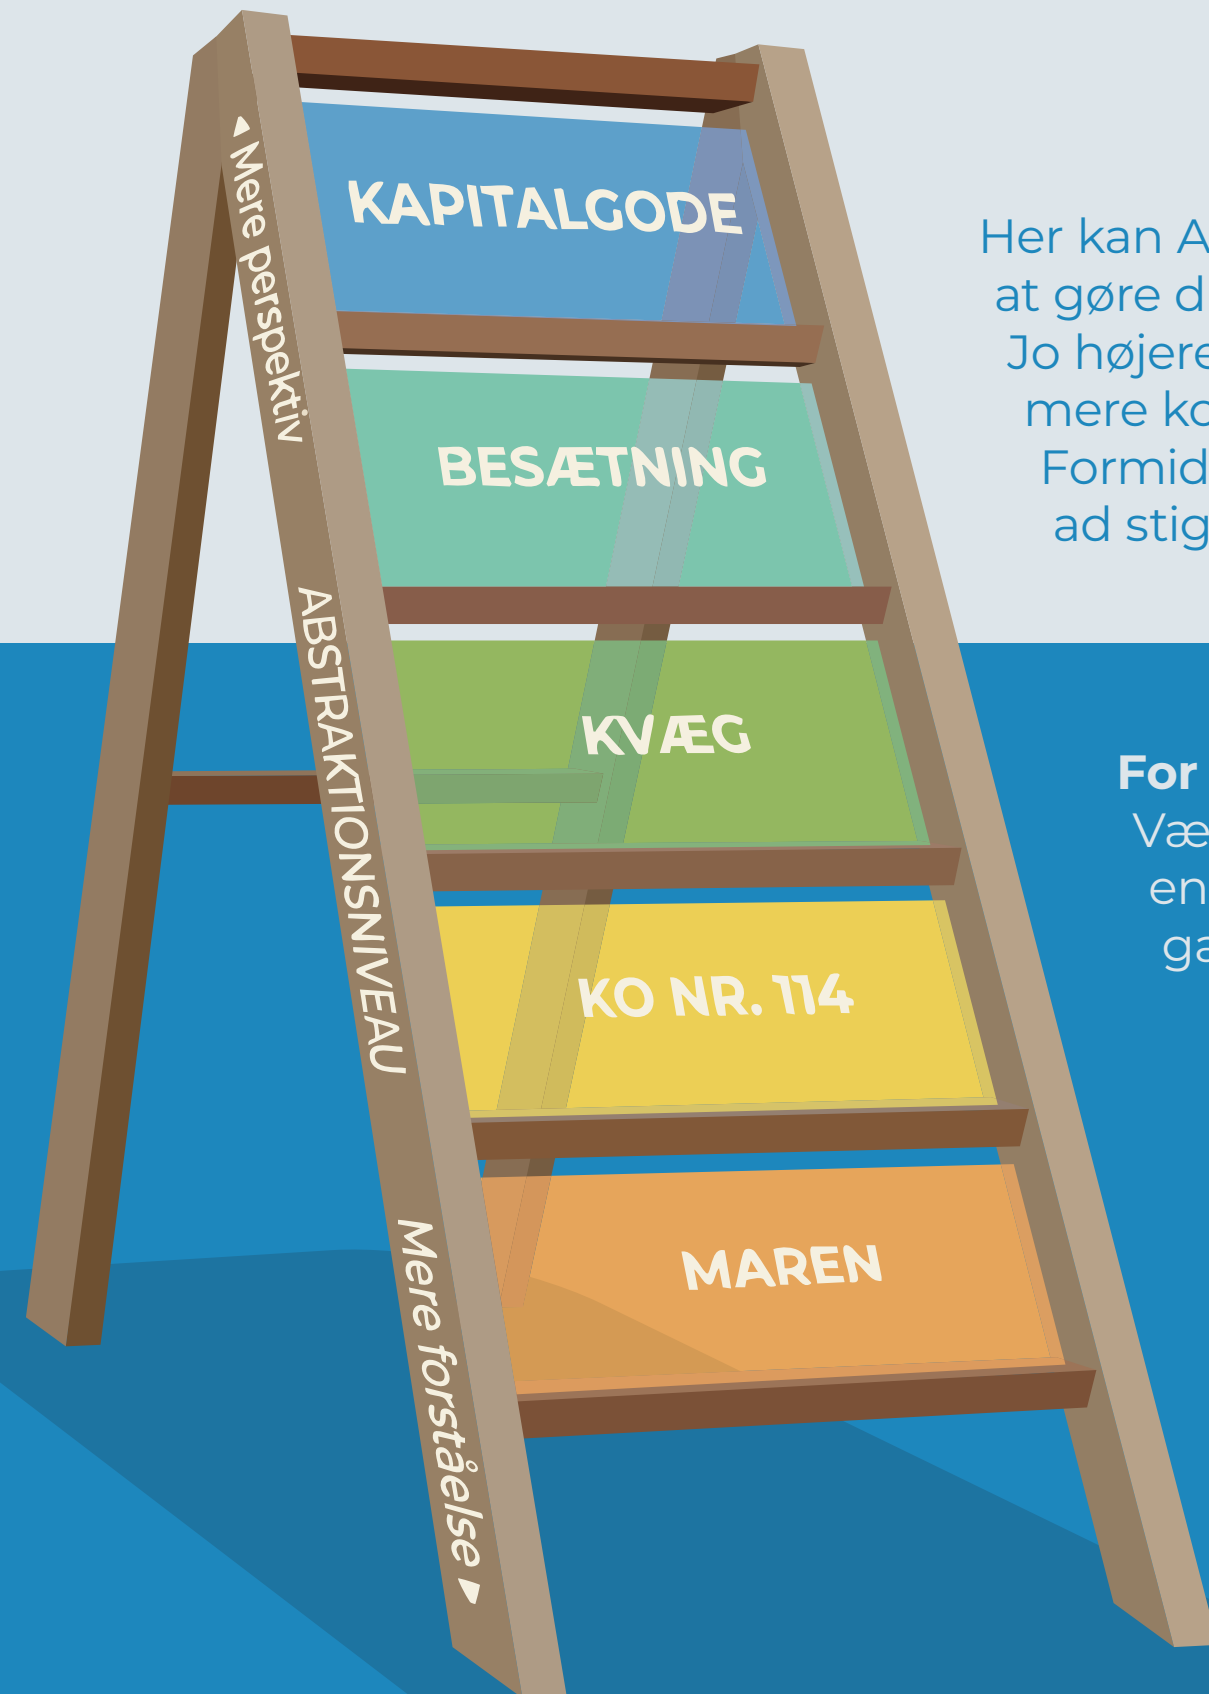 ◀ Mere perspektiv
ABSTRAKTIONSNIVEAU
Mere forståelse ▶
KAPITALGODE
BESÆTNING
KVÆG
KO NR. 114
MAREN
Her kan A
at gøre d
Jo højere
mere ko
Formid
ad stig
For
Væ
en
ga